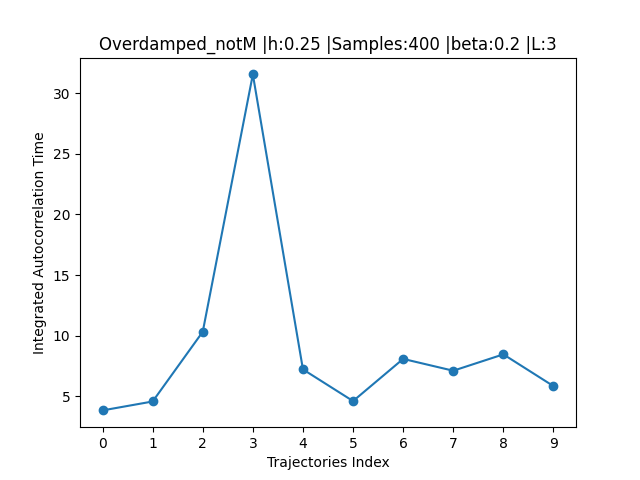 Overdamped_notM |h:0.25 |Samples:400 |beta:0.2 |L:3
Integrated Autocorrelation Time
30
25
20
15
10
5
0 1 2 3 4 5 6 7 8 9
Trajectories Index